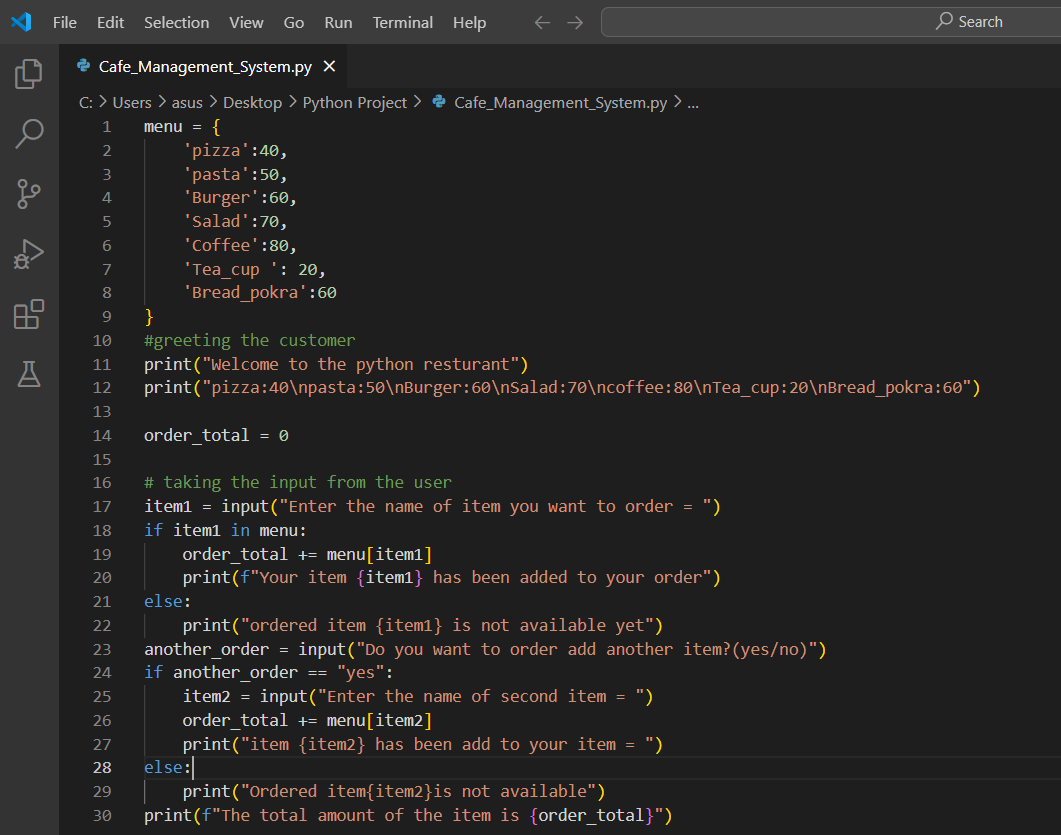 File Edit Selection View Go Run Terminal Help ← → Search
Cafe_Management_System.py ×
C: > Users > asus > Desktop > Python Project > Cafe_Management_System.py > ...
1 menu = {
2     'pizza':40,
3     'pasta':50,
4     'Burger':60,
5     'Salad':70,
6     'Coffee':80,
7     'Tea_cup ': 20,
8     'Bread_pokra':60
9 }
10 #greeting the customer
11 print("Welcome to the python resturant")
12 print("pizza:40\npasta:50\nBurger:60\nSalad:70\ncoffee:80\nTea_cup:20\nBread_pokra:60")
13
14 order_total = 0
15
16 # taking the input from the user
17 item1 = input("Enter the name of item you want to order = ")
18 if item1 in menu:
19     order_total += menu[item1]
20     print(f"Your item {item1} has been added to your order")
21 else:
22     print("ordered item {item1} is not available yet")
23 another_order = input("Do you want to order add another item?(yes/no)")
24 if another_order == "yes":
25     item2 = input("Enter the name of second item = ")
26     order_total += menu[item2]
27     print("item {item2} has been add to your item = ")
28 else:
29     print("Ordered item{item2}is not available")
30 print(f"The total amount of the item is {order_total}")